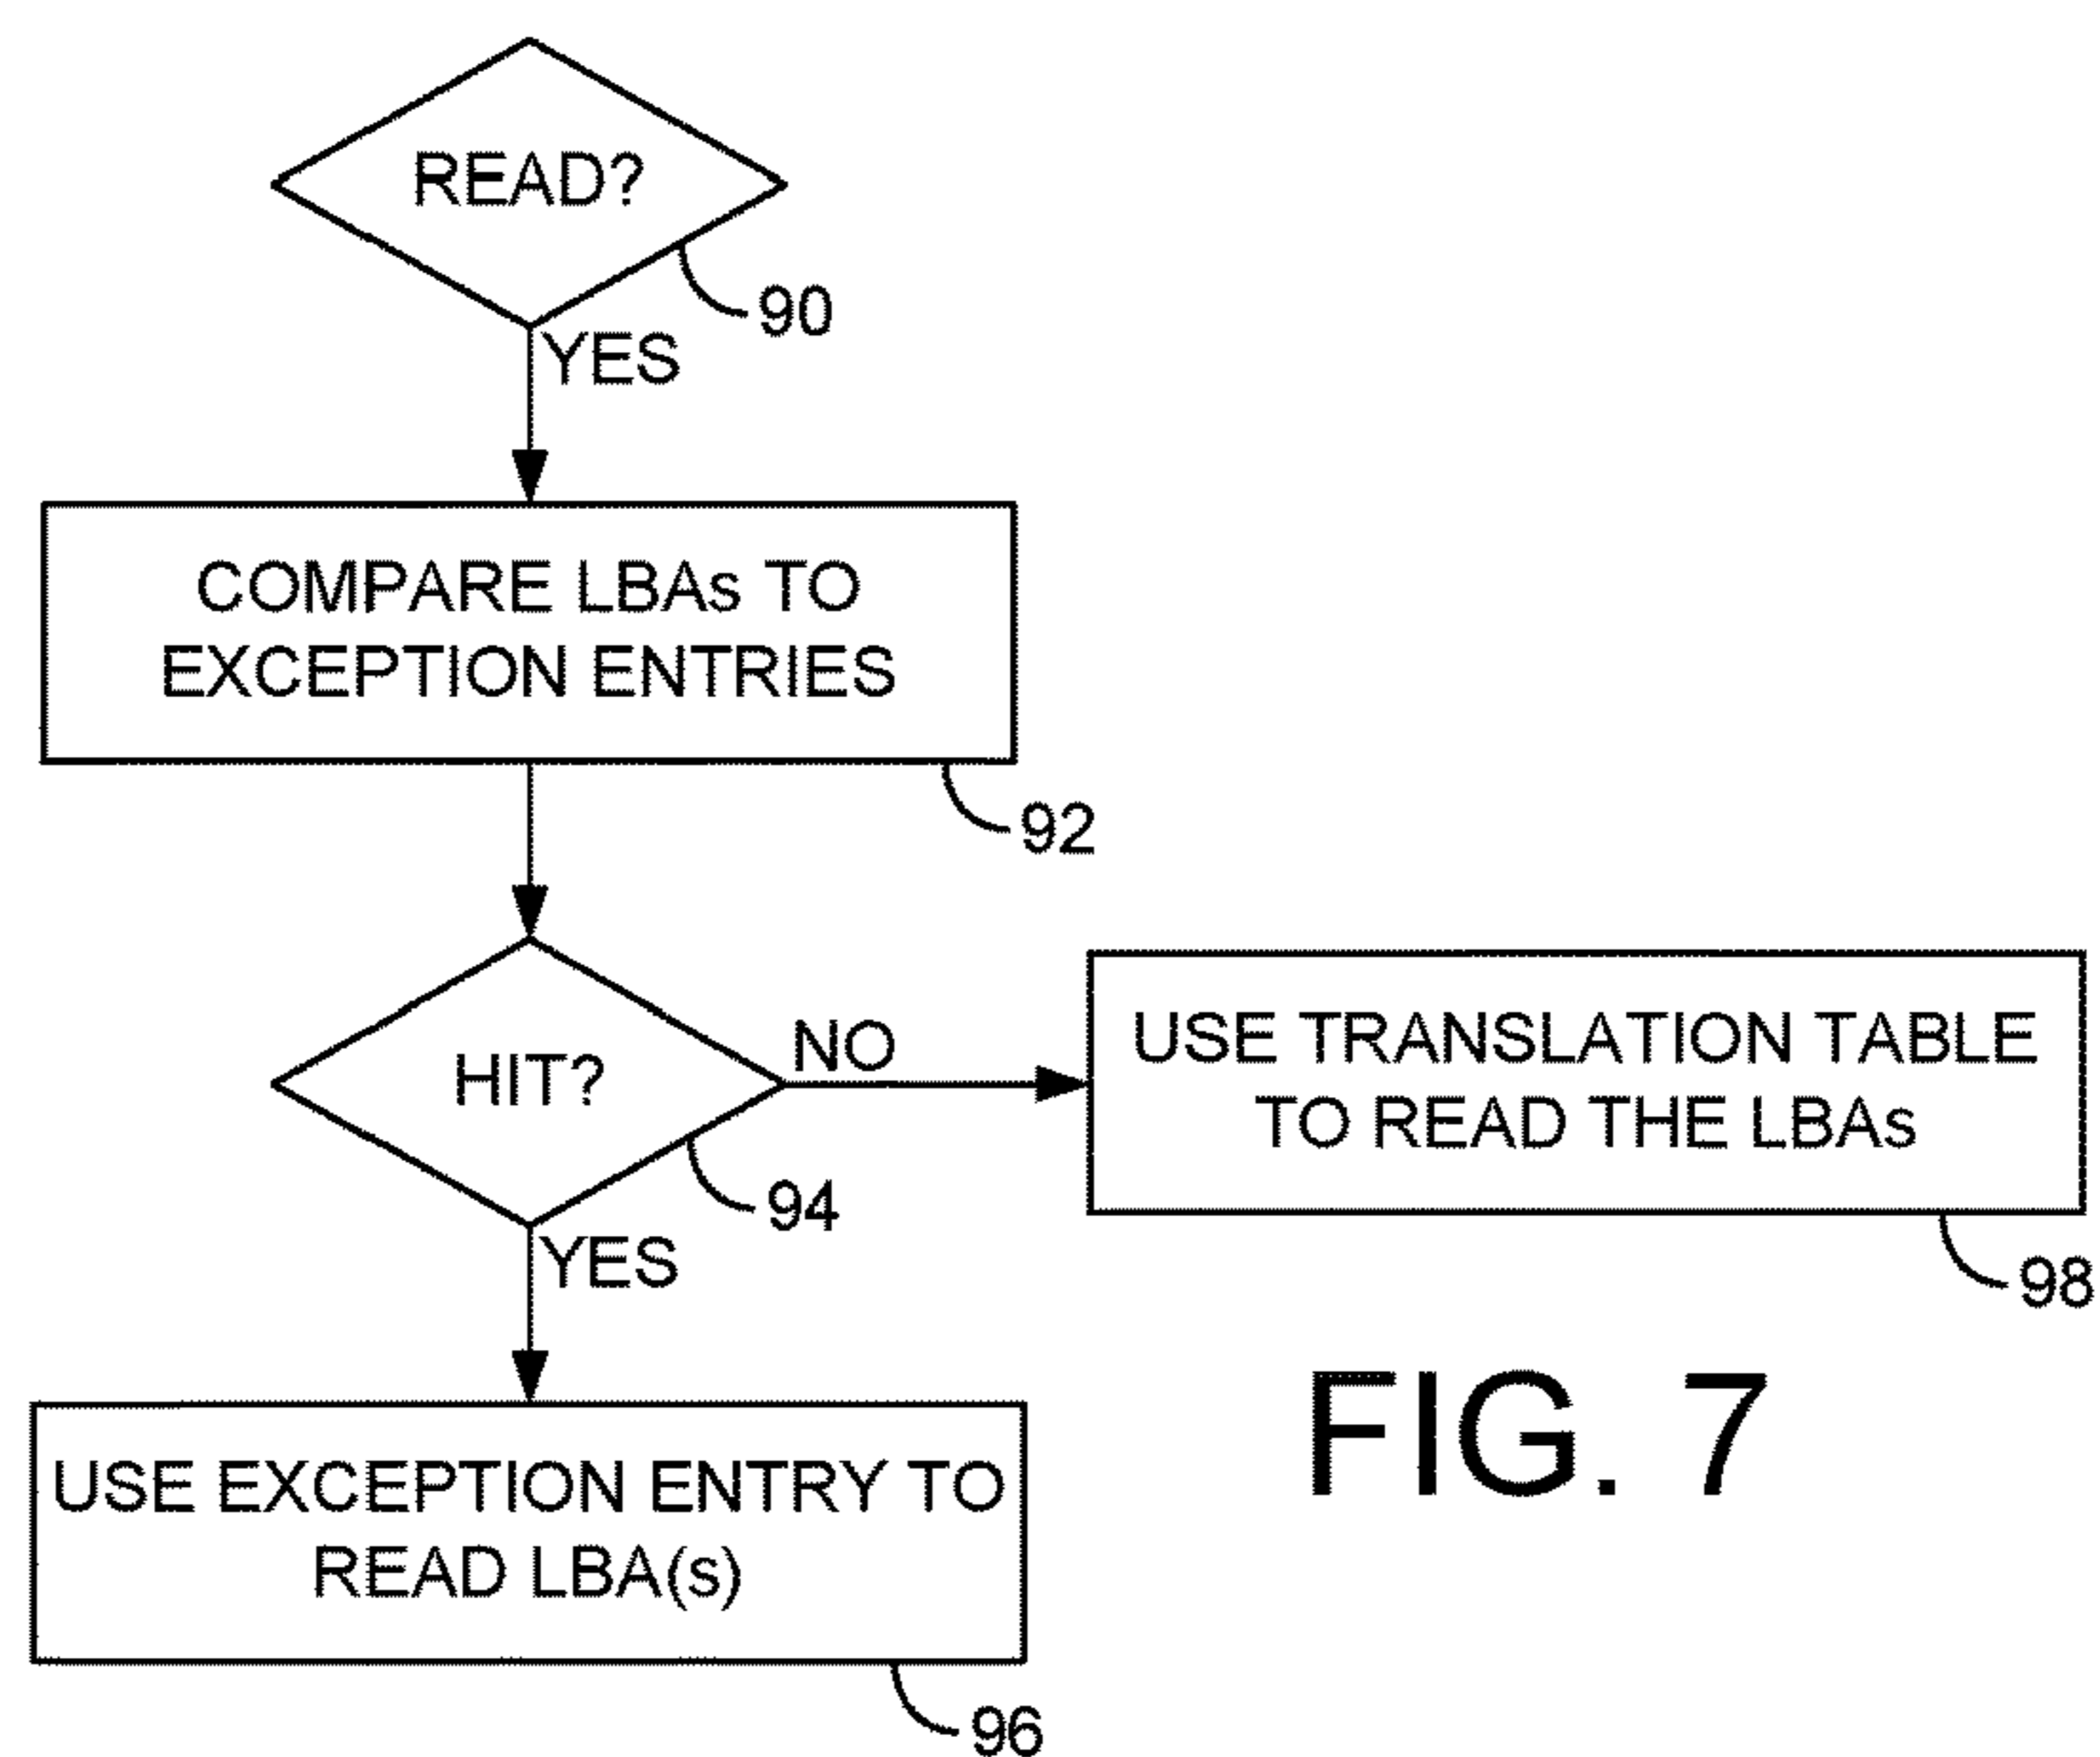 READ?
90
YES
COMPARE LBAs TO
EXCEPTION ENTRIES
92
HIT?
NO
94
YES
USE TRANSLATION TABLE
TO READ THE LBAs
98
USE EXCEPTION ENTRY TO
READ LBA(s)
96
FIG. 7